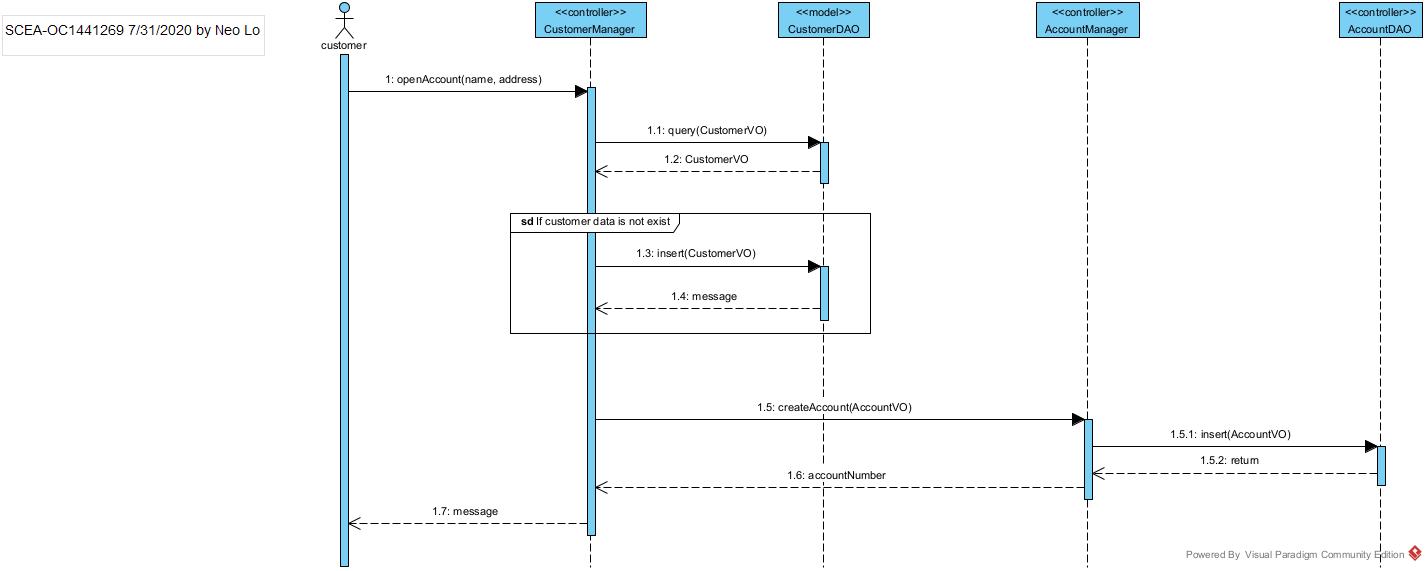 SCEA-OC1441269 7/31/2020 by Neo Lo
customer
<<controller>>
CustomerManager
<<model>>
CustomerDAO
<<controller>>
AccountManager
<<controller>>
AccountDAO
1: openAccount(name, address)
1.1: query(CustomerVO)
1.2: CustomerVO
sd If customer data is not exist
1.3: insert(CustomerVO)
1.4: message
1.5: createAccount(AccountVO)
1.5.1: insert(AccountVO)
1.5.2: return
1.6: accountNumber
1.7: message
Powered By Visual Paradigm Community Edition